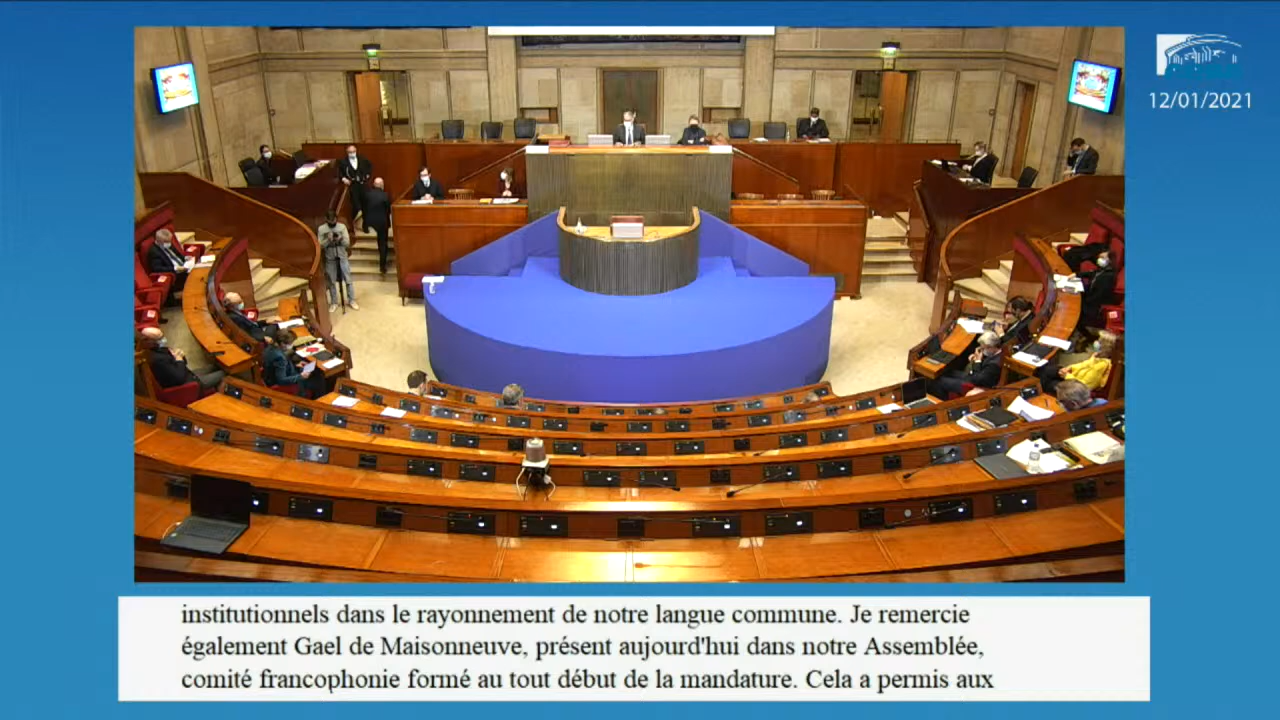 12/01/2021
institutionnels dans le rayonnement de notre langue commune. Je remercie
également Gael de Maisonneuve, présent aujourd'hui dans notre Assemblée,
comité francophonie formé au tout début de la mandature. Cela a permis aux